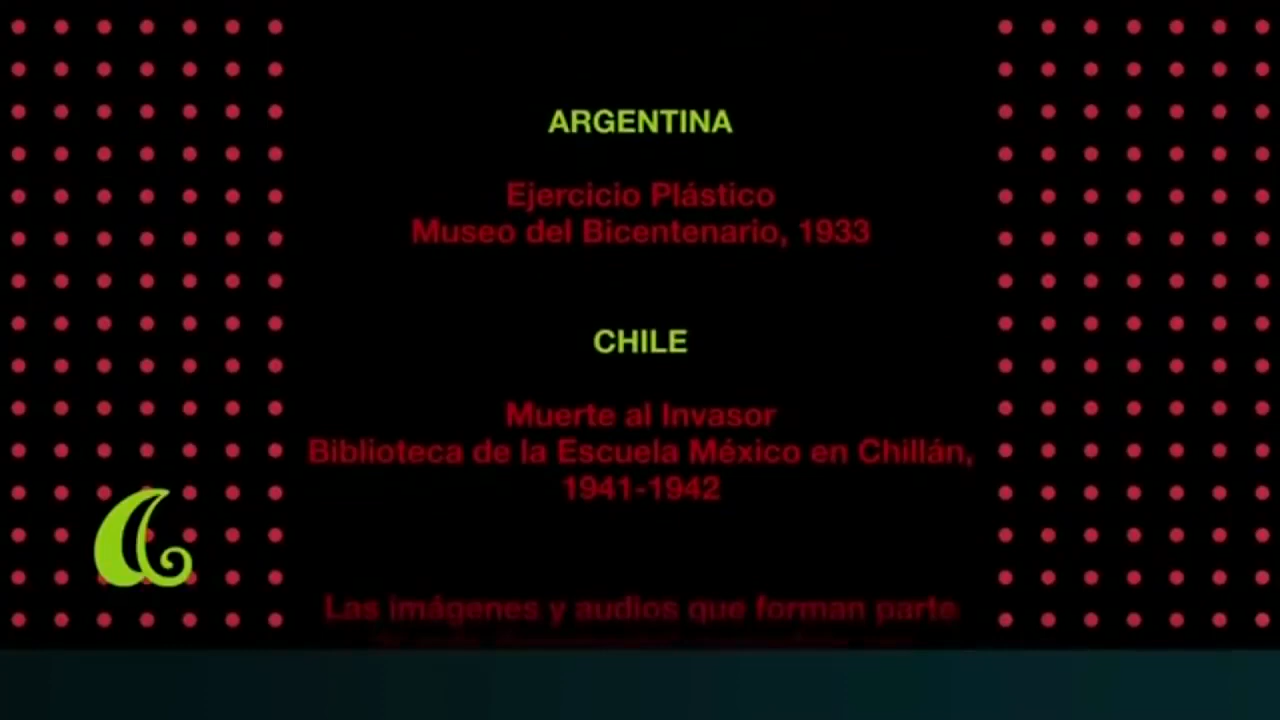 ARGENTINA
Ejercicio Plástico
Museo del Bicentenario, 1933
CHILE
Muerte al Invasor
Biblioteca de la Escuela México en Chillán,
1941-1942
Las imágenes y audios que forman parte